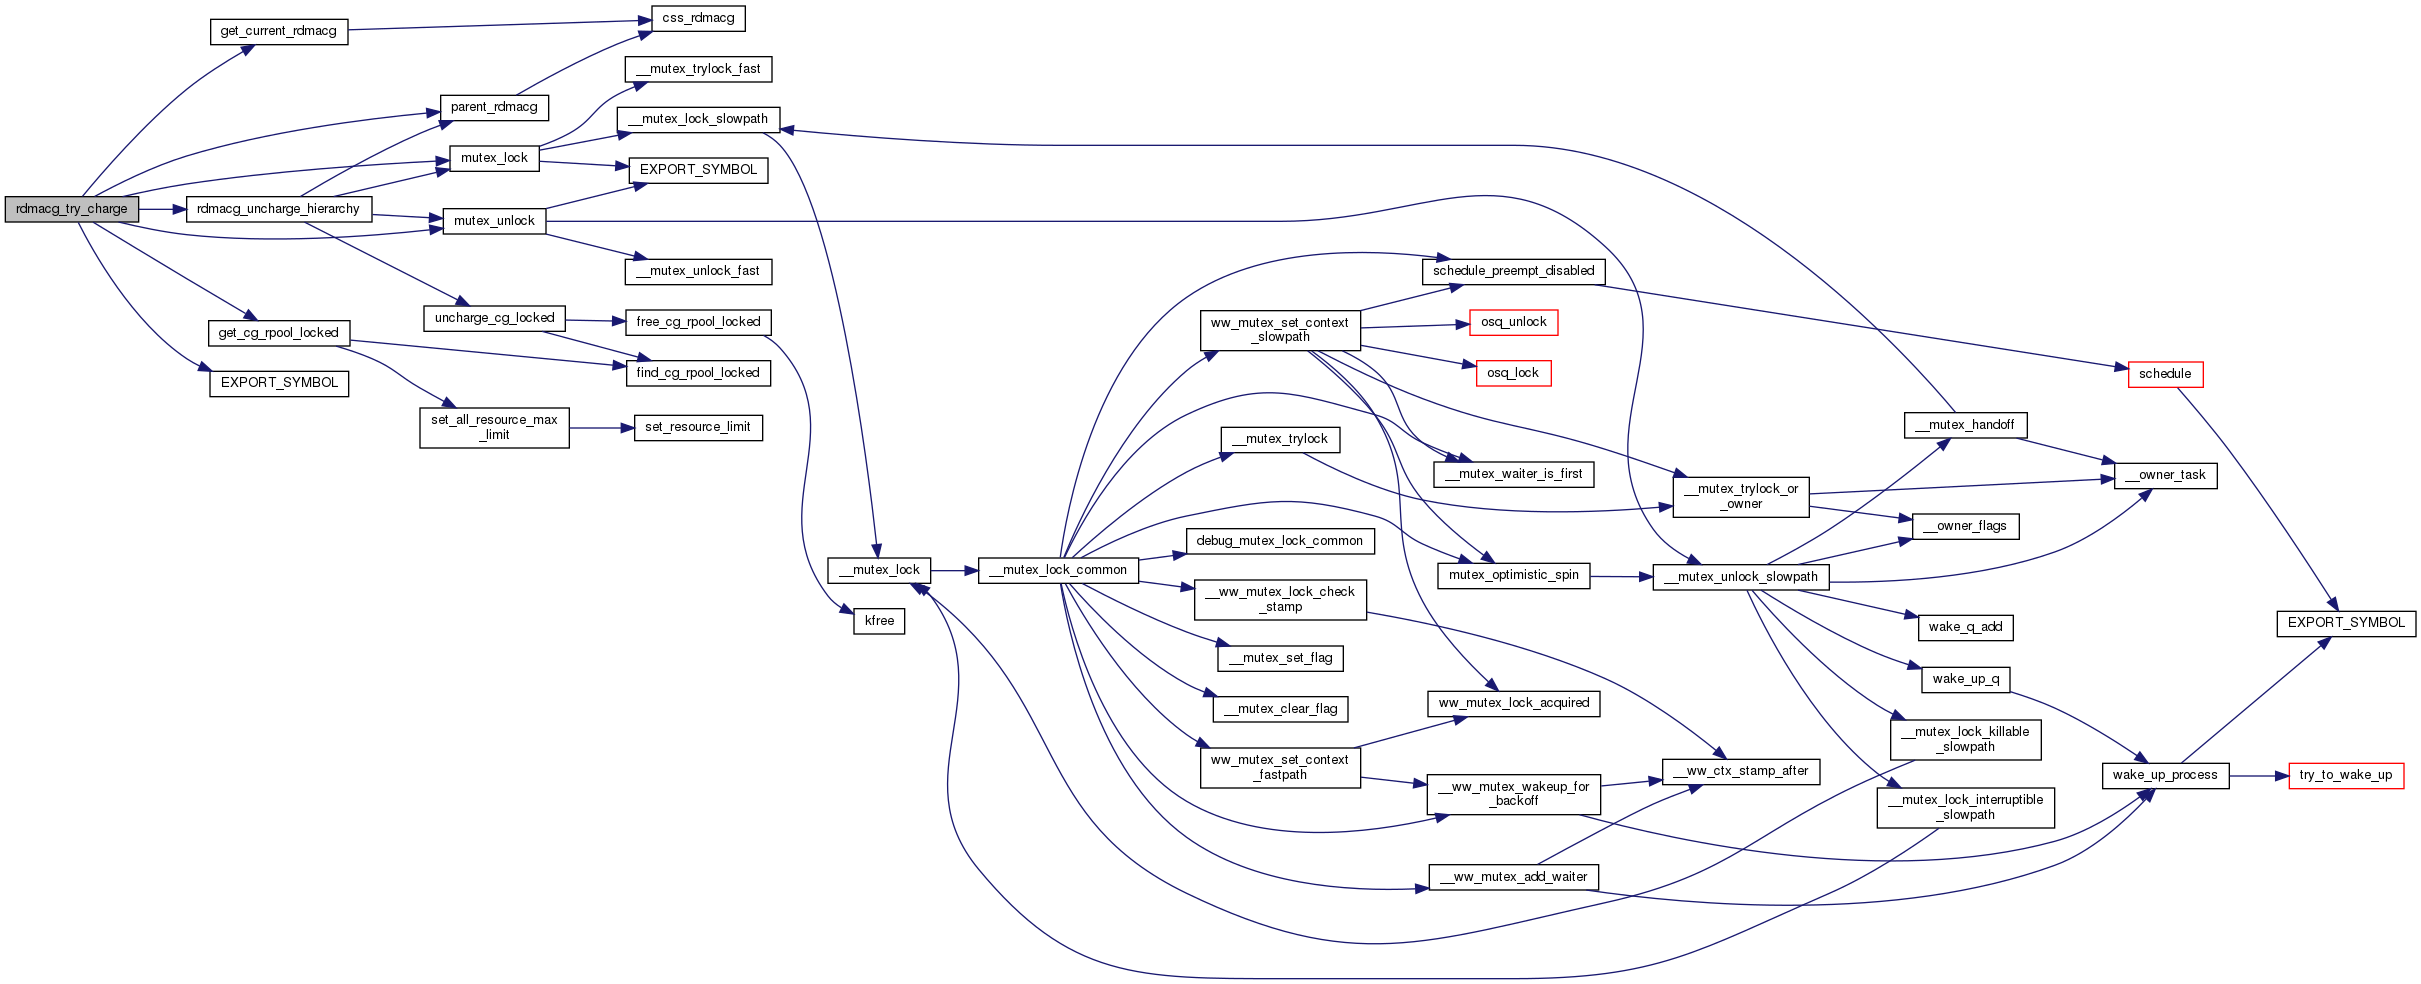 rdmacg_try_charge
get_current_rdmacg
parent_rdmacg
mutex_lock
rdmacg_uncharge_hierarchy
mutex_unlock
get_cg_rpool_locked
EXPORT_SYMBOL
uncharge_cg_locked
set_all_resource_max
_limit
css_rdmacg
__mutex_trylock_fast
__mutex_lock_slowpath
EXPORT_SYMBOL
__mutex_unlock_fast
free_cg_rpool_locked
find_cg_rpool_locked
set_resource_limit
__mutex_lock
kfree
__mutex_lock_common
ww_mutex_set_context
_slowpath
__mutex_trylock
debug_mutex_lock_common
__ww_mutex_lock_check
_stamp
__mutex_set_flag
__mutex_clear_flag
ww_mutex_set_context
_fastpath
schedule_preempt_disabled
osq_unlock
osq_lock
__mutex_waiter_is_first
mutex_optimistic_spin
ww_mutex_lock_acquired
__ww_mutex_wakeup_for
_backoff
__ww_mutex_add_waiter
__mutex_trylock_or
_owner
__mutex_unlock_slowpath
__ww_ctx_stamp_after
__mutex_handoff
__owner_flags
wake_q_add
wake_up_q
__mutex_lock_killable
_slowpath
__mutex_lock_interruptible
_slowpath
schedule
__owner_task
wake_up_process
EXPORT_SYMBOL
try_to_wake_up